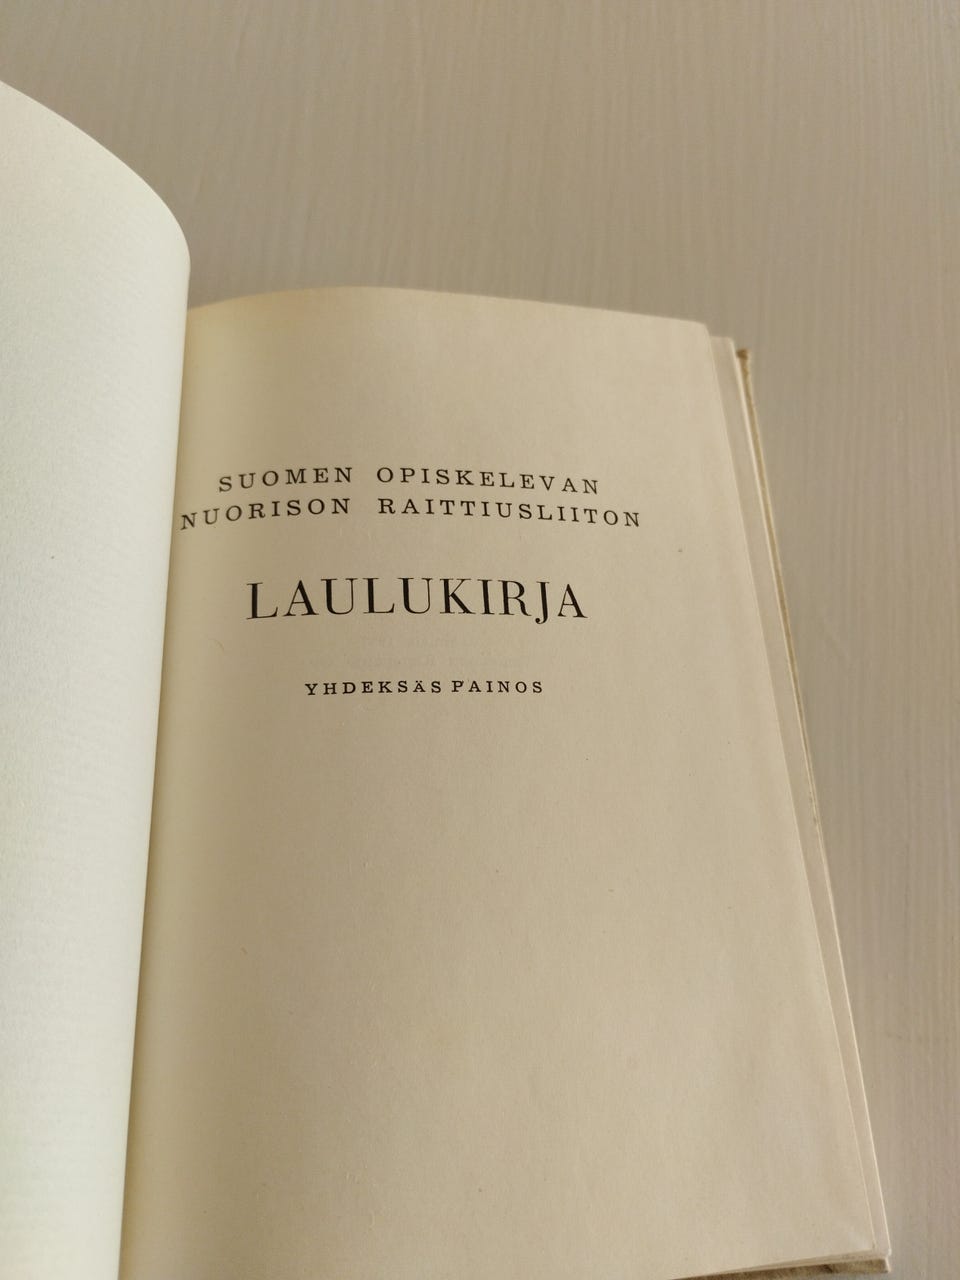 SUOMEN OPISKELEVAN
NUORISON RAITTIUSLIITON
LAULUKIRJA
YHDEKSÄS PAINOS